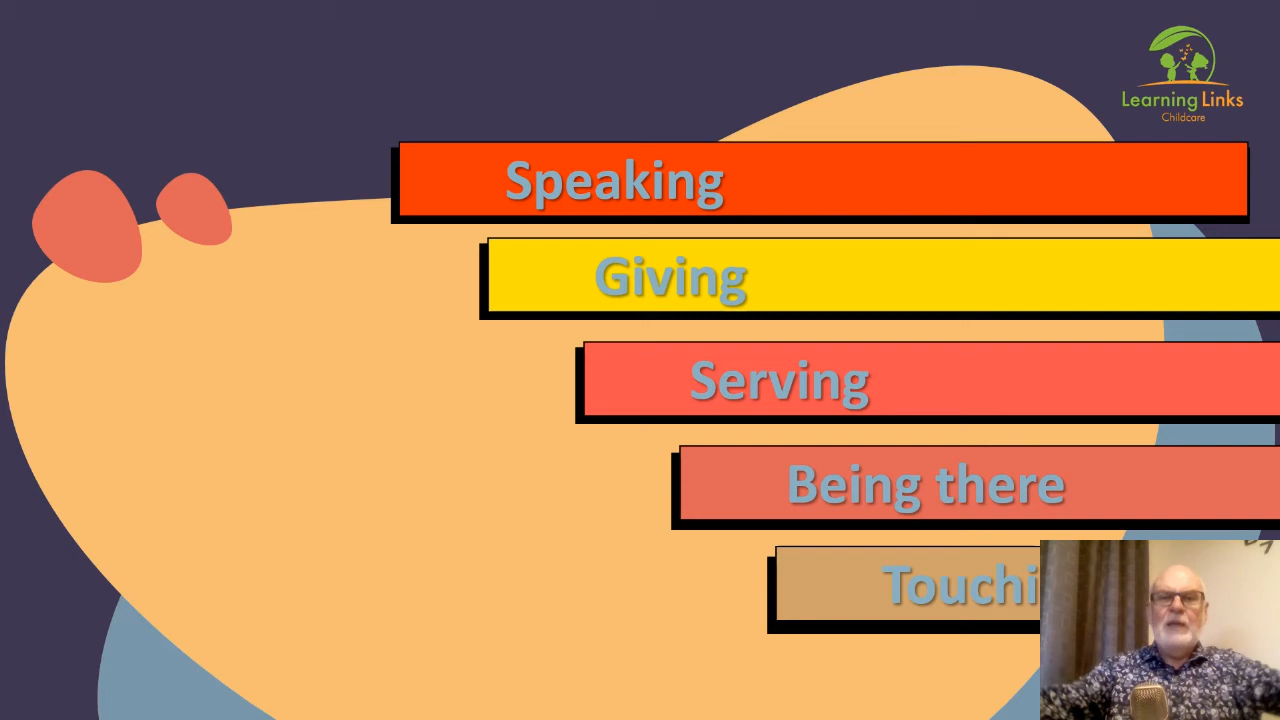 Learning Links
Childcare
Speaking
Giving
Serving
Being there
Touchi